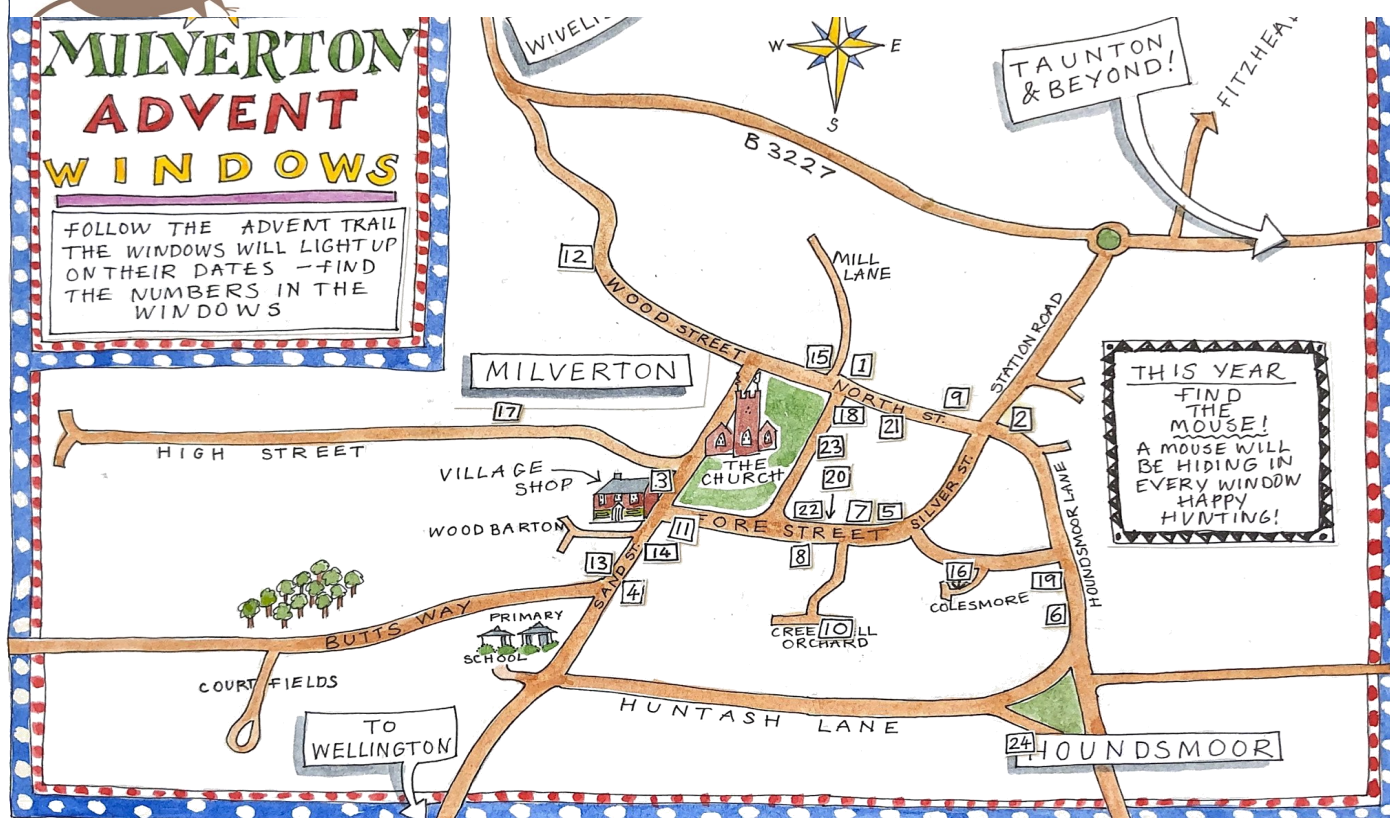 MILVERTON
ADVENT
WINDOWS
FOLLOW THE ADVENT TRAIL
THE WINDOWS WILL LIGHT UP
ON THEIR DATES - FIND
THE NUMBERS IN THE
WINDOWS
W
E
S
B 3227
TAUNTON
& BEYOND!
MILL
LANE
12
WOOD STREET
STATION ROAD
15
1
MILVERTON
17
HIGH STREET
NORTH ST.
9
2
18
21
23
20
THIS YEAR
FIND
THE
MOUSE!
A MOUSE WILL
BE HIDING IN
EVERY WINDOW
HAPPY
HUNTING!
VILLAGE
SHOP
3
THE
CHURCH
SILVER ST.
HOUNDSMOOR LANE
WOOD BARTON
11
FORE STREET
22
7
5
8
13
14
SAND ST.
4
16
19
COLESMORE
6
BUTTS WAY
PRIMARY
SCHOOL
10
ORCHARD
COURT FIELDS
TO
WELLINGTON
HUNTASH LANE
24
HOUNDSMOOR